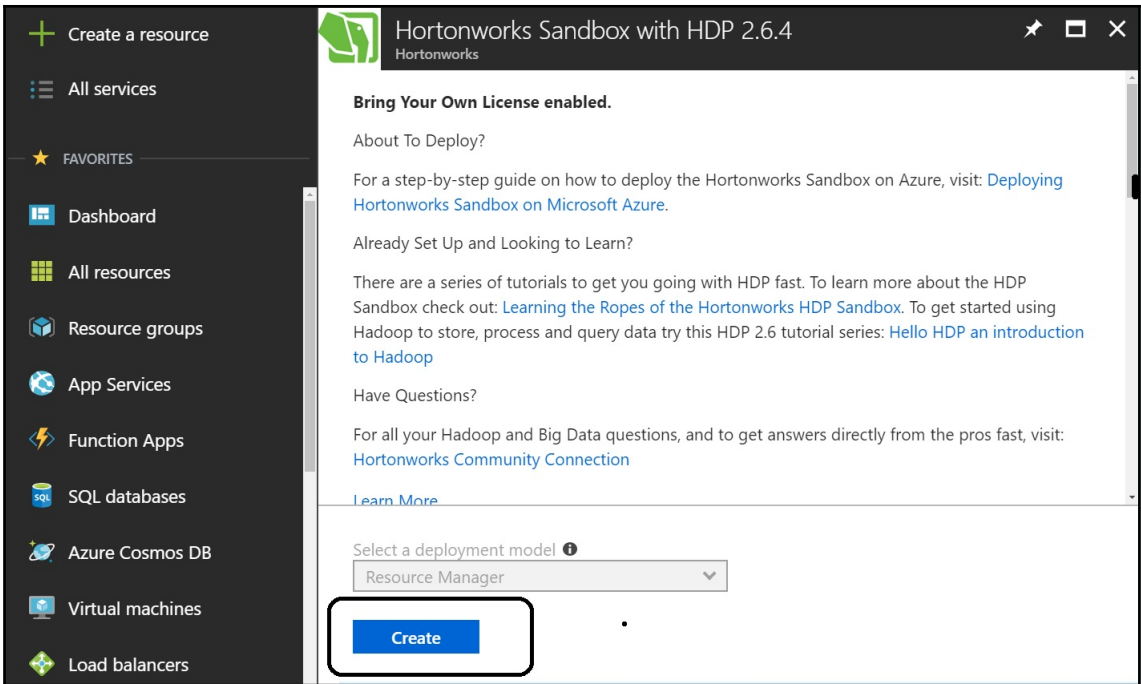 Create a resource
All services
FAVORITES
Dashboard
All resources
Resource groups
App Services
Function Apps
SQL databases
Azure Cosmos DB
Virtual machines
Load balancers
Hortonworks Sandbox with HDP 2.6.4
Hortonworks
Bring Your Own License enabled.
About To Deploy?
For a step-by-step guide on how to deploy the Hortonworks Sandbox on Azure, visit: Deploying
Hortonworks Sandbox on Microsoft Azure.
Already Set Up and Looking to Learn?
There are a series of tutorials to get you going with HDP fast. To learn more about the HDP
Sandbox check out: Learning the Ropes of the Hortonworks HDP Sandbox. To get started using
Hadoop to store, process and query data try this HDP 2.6 tutorial series: Hello HDP an introduction
to Hadoop
Have Questions?
For all your Hadoop and Big Data questions, and to get answers directly from the pros fast, visit:
Hortonworks Community Connection
Learn More
Select a deployment model
Resource Manager
Create